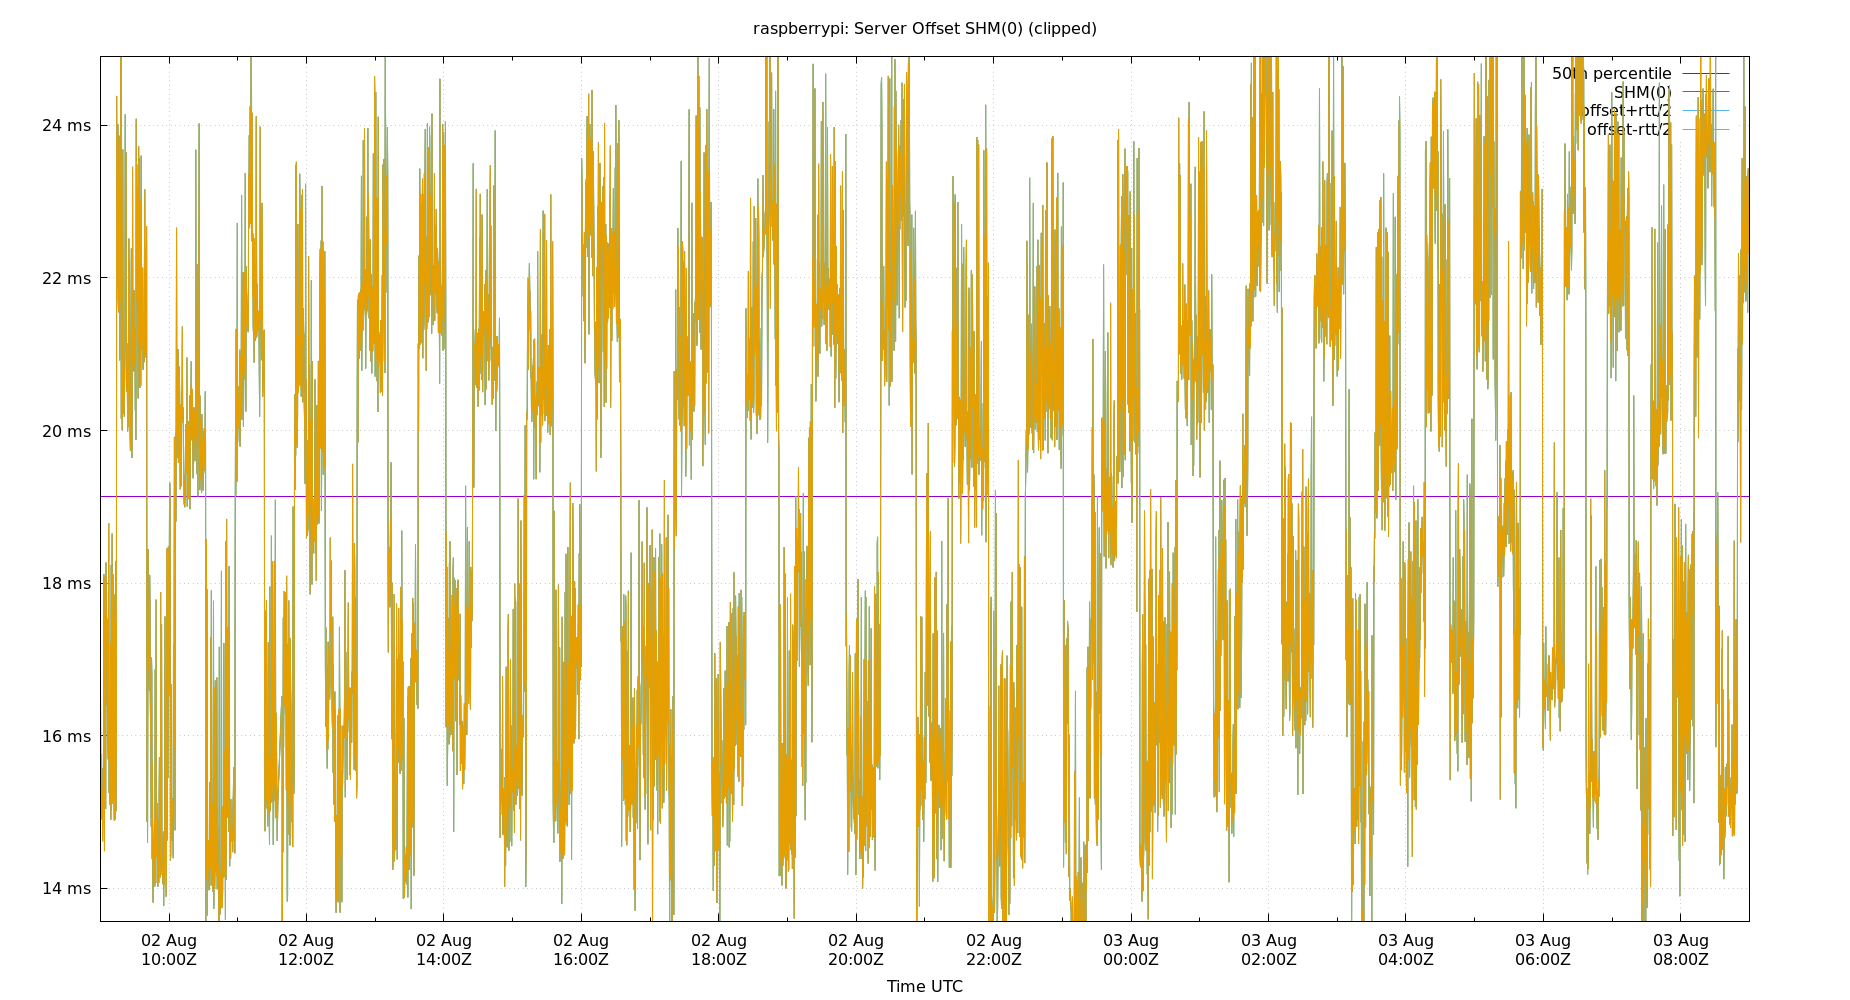 raspberrypi: Server Offset SHM(0) (clipped)
50th percentile
SHM(0)
offset+rtt/2
offset-rtt/2
24 ms
22 ms
20 ms
18 ms
16 ms
14 ms
02 Aug 02 Aug 02 Aug 02 Aug 02 Aug 02 Aug 02 Aug 03 Aug 03 Aug 03 Aug 03 Aug 03 Aug
10:00Z 12:00Z 14:00Z 16:00Z 18:00Z 20:00Z 22:00Z 00:00Z 02:00Z 04:00Z 06:00Z 08:00Z
Time UTC